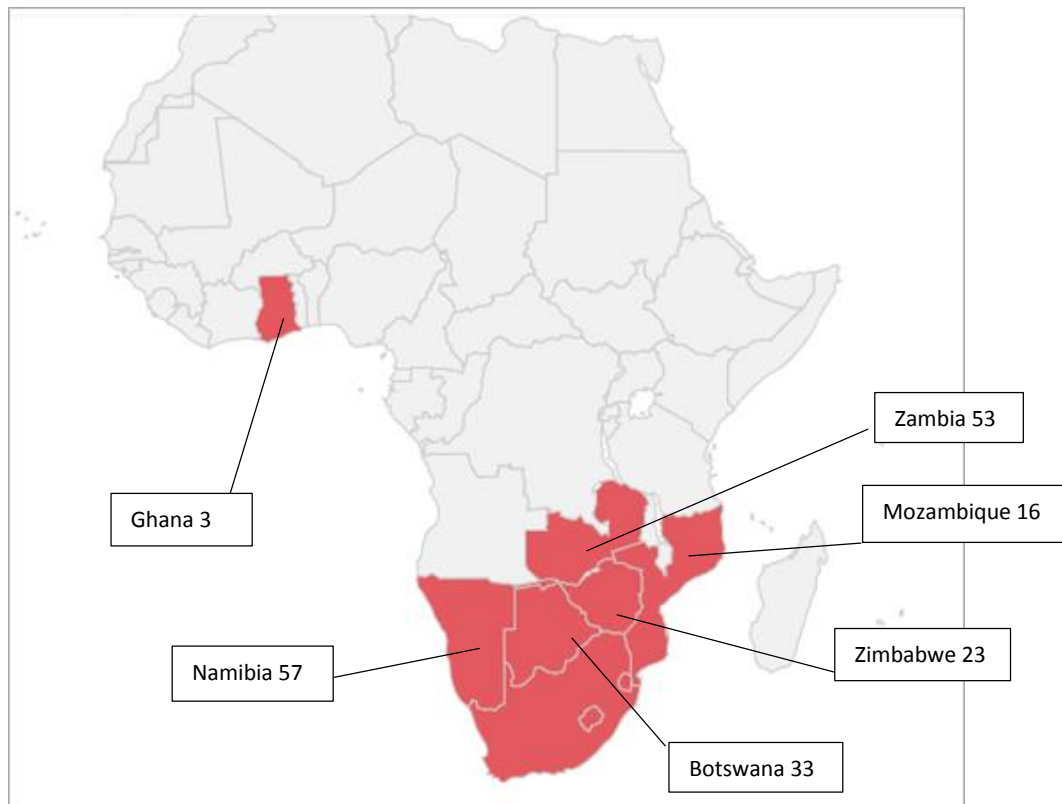 Zambia 53
Mozambique 16
Ghana 3
Zimbabwe 23
Namibia 57
Botswana 33